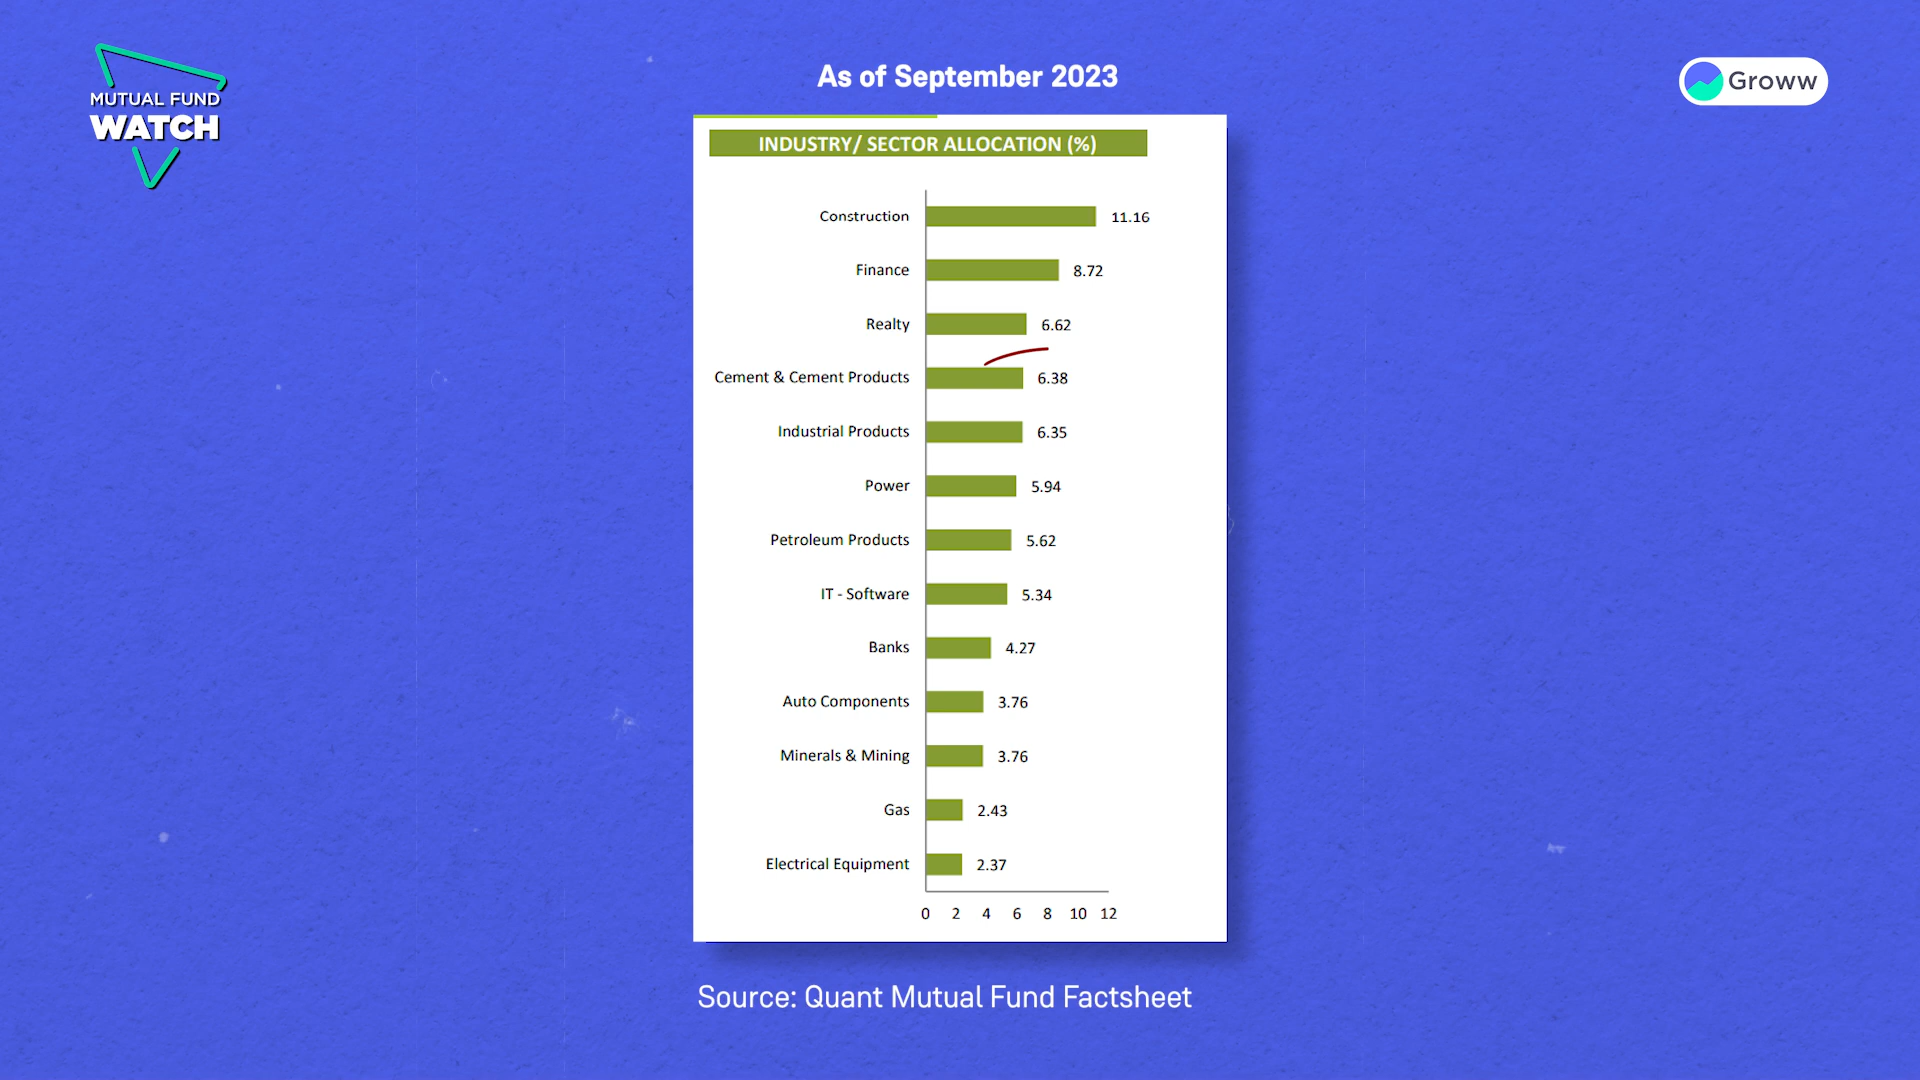 MUTUAL FUND
WATCH
As of September 2023
Groww
INDUSTRY/ SECTOR ALLOCATION (%)
Construction 11.16
Finance 8.72
Realty 6.62
Cement & Cement Products 6.38
Industrial Products 6.35
Power 5.94
Petroleum Products 5.62
IT - Software 5.34
Banks 4.27
Auto Components 3.76
Minerals & Mining 3.76
Gas 2.43
Electrical Equipment 2.37
0 2 4 6 8 10 12
Source: Quant Mutual Fund Factsheet